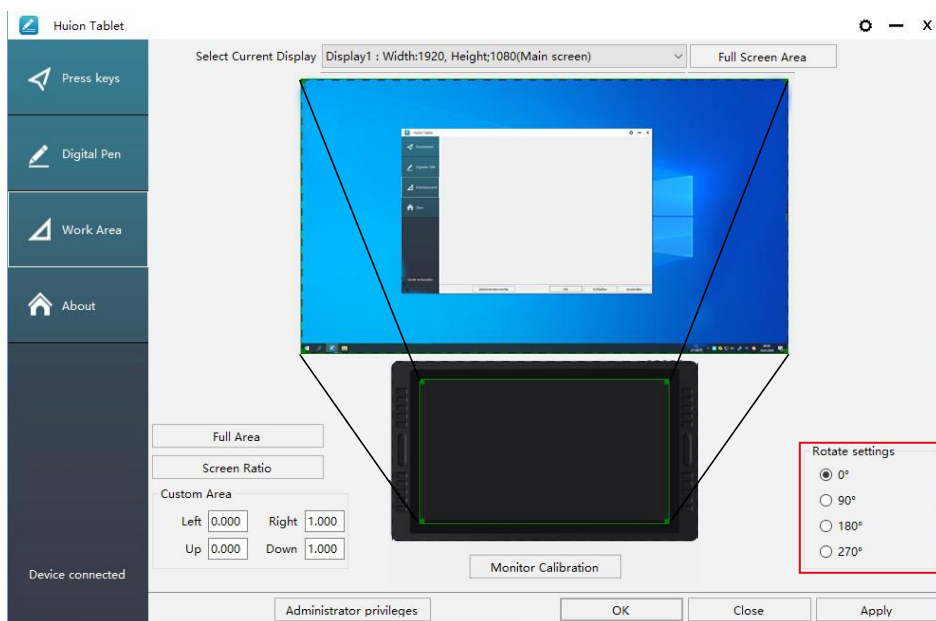 Huion Tablet
Select Current Display Display1 : Width:1920, Height;1080(Main screen) Full Screen Area
Press keys
Digital Pen
Work Area
About
Device connected
Huion Tablet
Full Area
Screen Ratio
Custom Area
Left 0.000 Right 1.000
Up 0.000 Down 1.000
Monitor Calibration
Rotate settings
0°
90°
180°
270°
Administrator privileges OK Close Apply